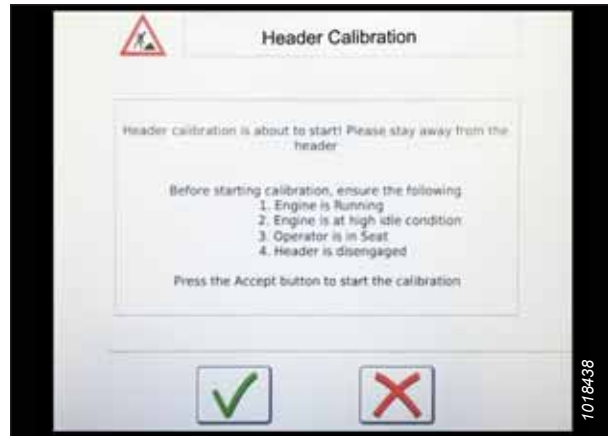 Header Calibration
Header calibration is about to start! Please stay away from the
header
Before starting calibration, ensure the following
1. Engine is Running
2. Engine is at high idle condition
3. Operator is in Seat
4. Header is disengaged
Press the Accept button to start the calibration
1018438